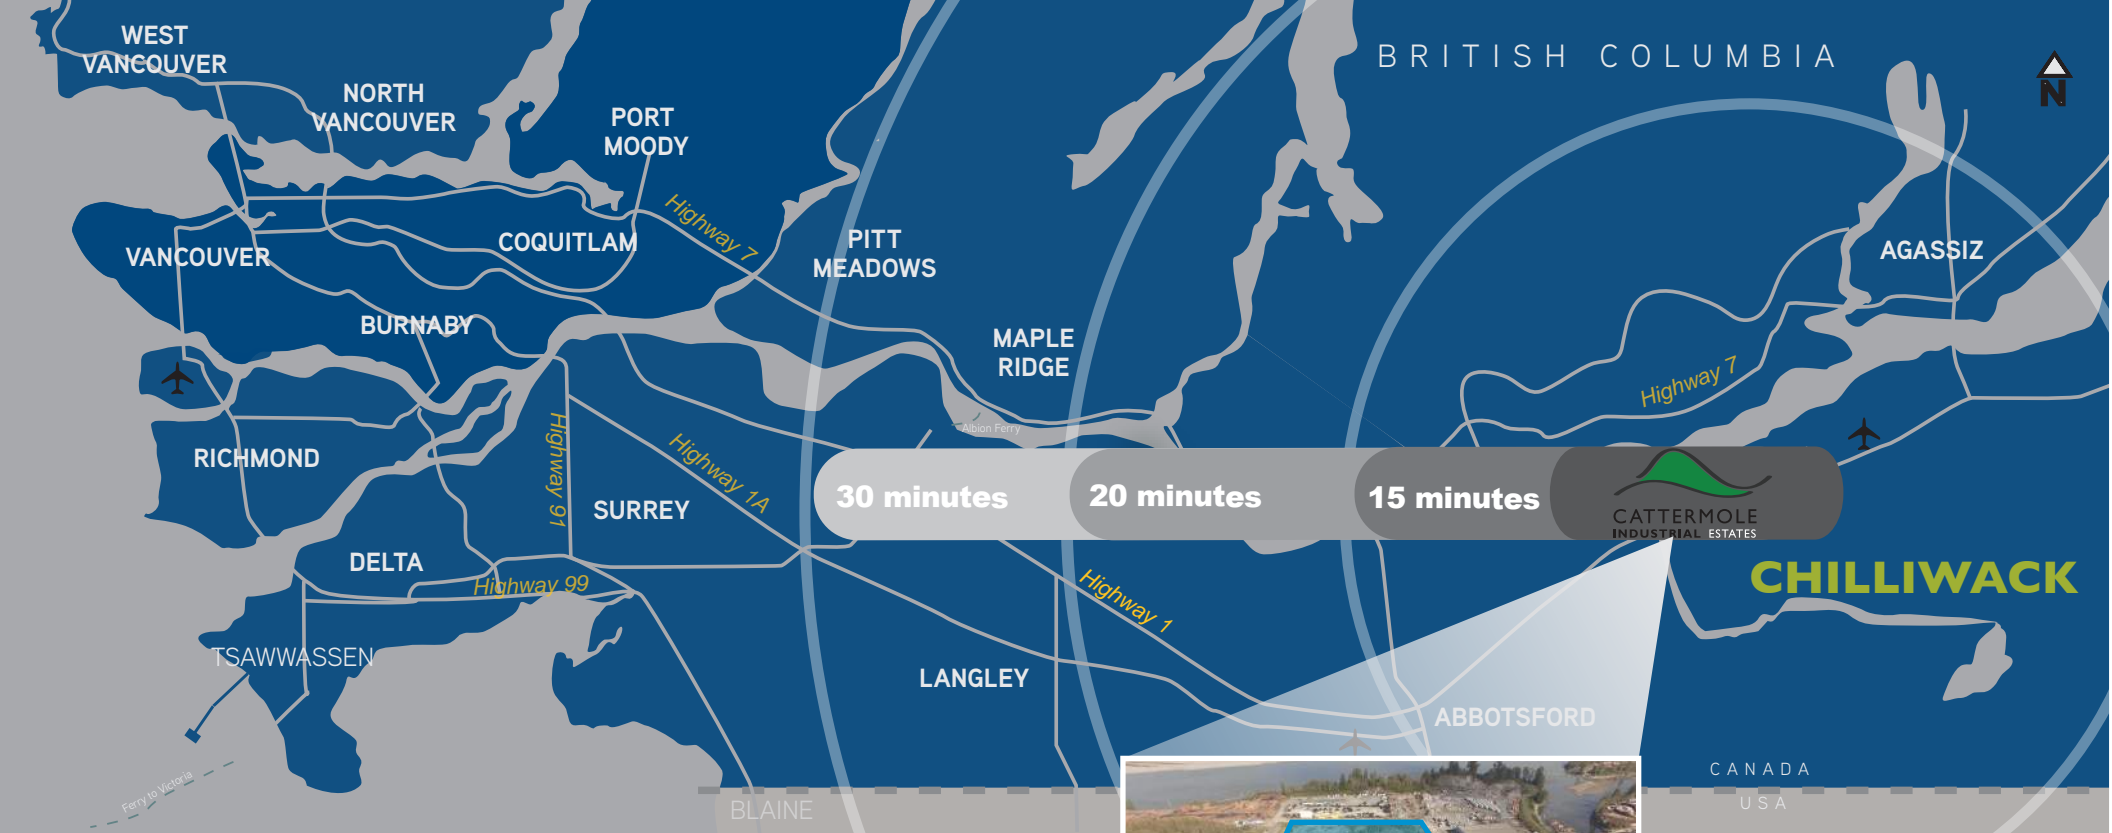 WEST
VANCOUVER
NORTH
VANCOUVER
PORT
MOODY
BRITISH COLUMBIA
N
Highway 7
VANCOUVER
COQUITLAM
PITT
MEADOWS
AGASSIZ
BURNABY
MAPLE
RIDGE
Highway 7
Albion Ferry
RICHMOND
Highway 91
Highway 1A
SURREY
30 minutes
20 minutes
15 minutes
CATTERMOLE
INDUSTRIAL ESTATES
DELTA
Highway 99
Highway 1
CHILLIWACK
TSAWWASSEN
LANGLEY
ABBOTSFORD
Ferry to Victoria
BLAINE
CANADA
USA